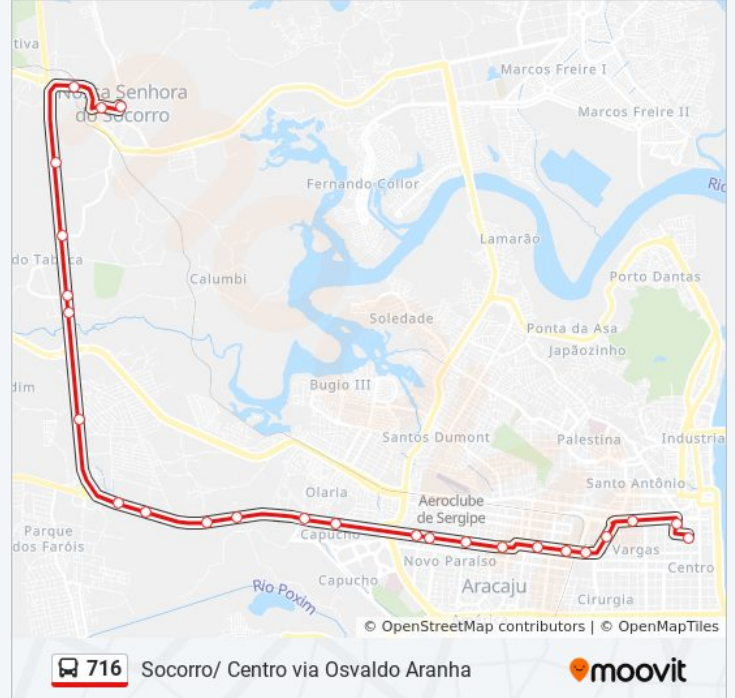 tiva
Marcos Freire I
Nossa Senhora
do Socorro
Marcos Freire II
Fernando Collor
Rio
Lamarão
do Taboca
Calumbi
Porto Dantas
Soledade
Ponta da Asa
Japãozinho
dim
Bugio III
Santos Dumont
Palestina
Industria
Santo Antônio
Olaria
Aeroclube
de Sergipe
Parque
dos Faróis
Capucho
Vargas
Novo Paraíso
Centro
Capucho
Rio Poxim
Aracaju
Cirurgia
© OpenStreetMap contributors | © OpenMapTiles
716 Socorro/ Centro via Osvaldo Aranha
moovit